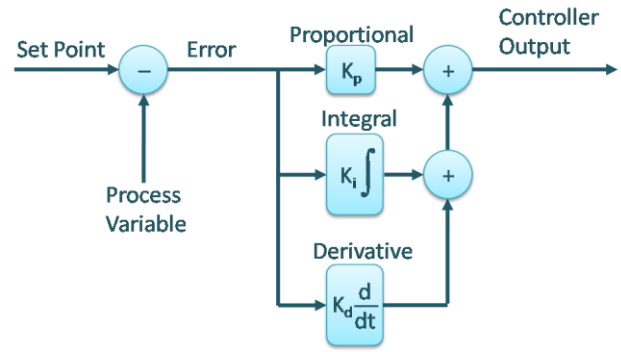 Set Point
−
Error
Proportional
Kp
+
Controller
Output
Integral
Ki ∫
+
Process
Variable
Derivative
Kd d
dt